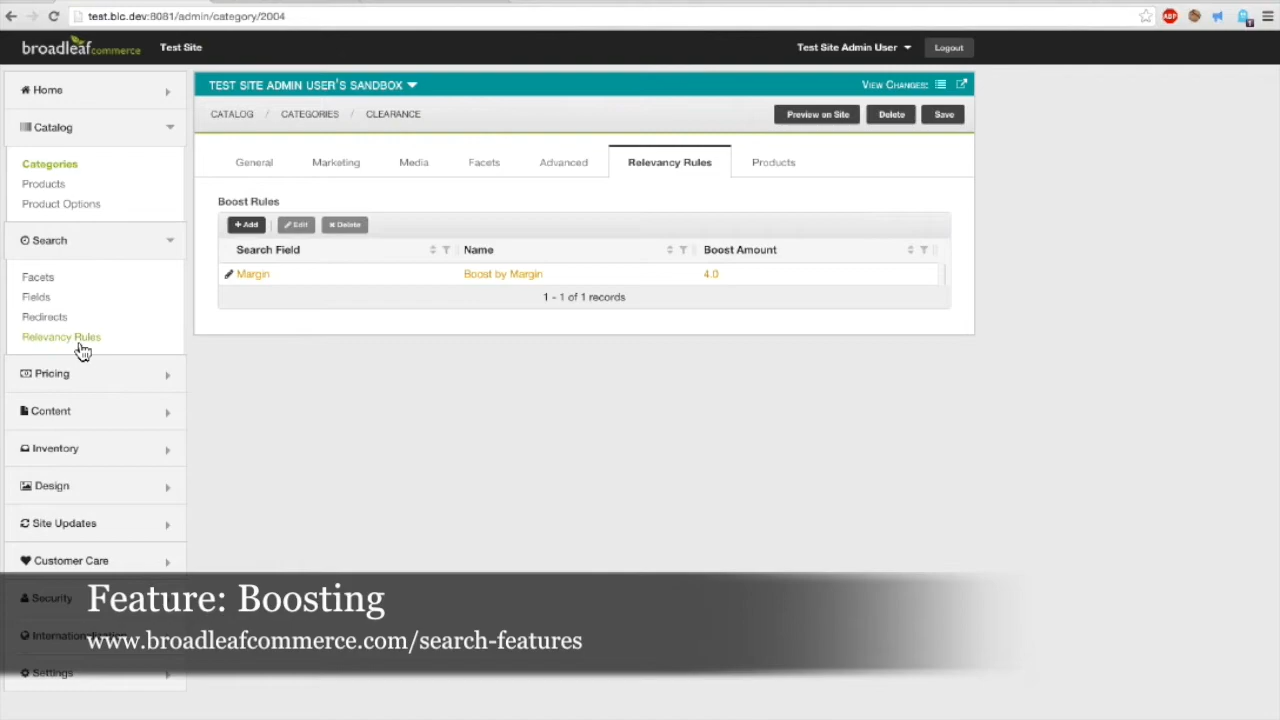 test.blc.dev:8081/admin/category/2004
ABP
broadleafcommerce
Test Site
Test Site Admin User
Logout
Home
Catalog
Categories
Products
Product Options
Search
Facets
Fields
Redirects
Relevancy Rules
Pricing
Content
Inventory
Design
Site Updates
Customer Care
Security
Internationalization
Settings
TEST SITE ADMIN USER'S SANDBOX
VIEW CHANGES:
CATALOG / CATEGORIES / CLEARANCE
Preview on Site
Delete
Save
General
Marketing
Media
Facets
Advanced
Relevancy Rules
Products
Boost Rules
+ Add
Edit
Delete
Search Field
Name
Boost Amount
Margin
Boost by Margin
4.0
1 - 1 of 1 records
Feature: Boosting
www.broadleafcommerce.com/search-features